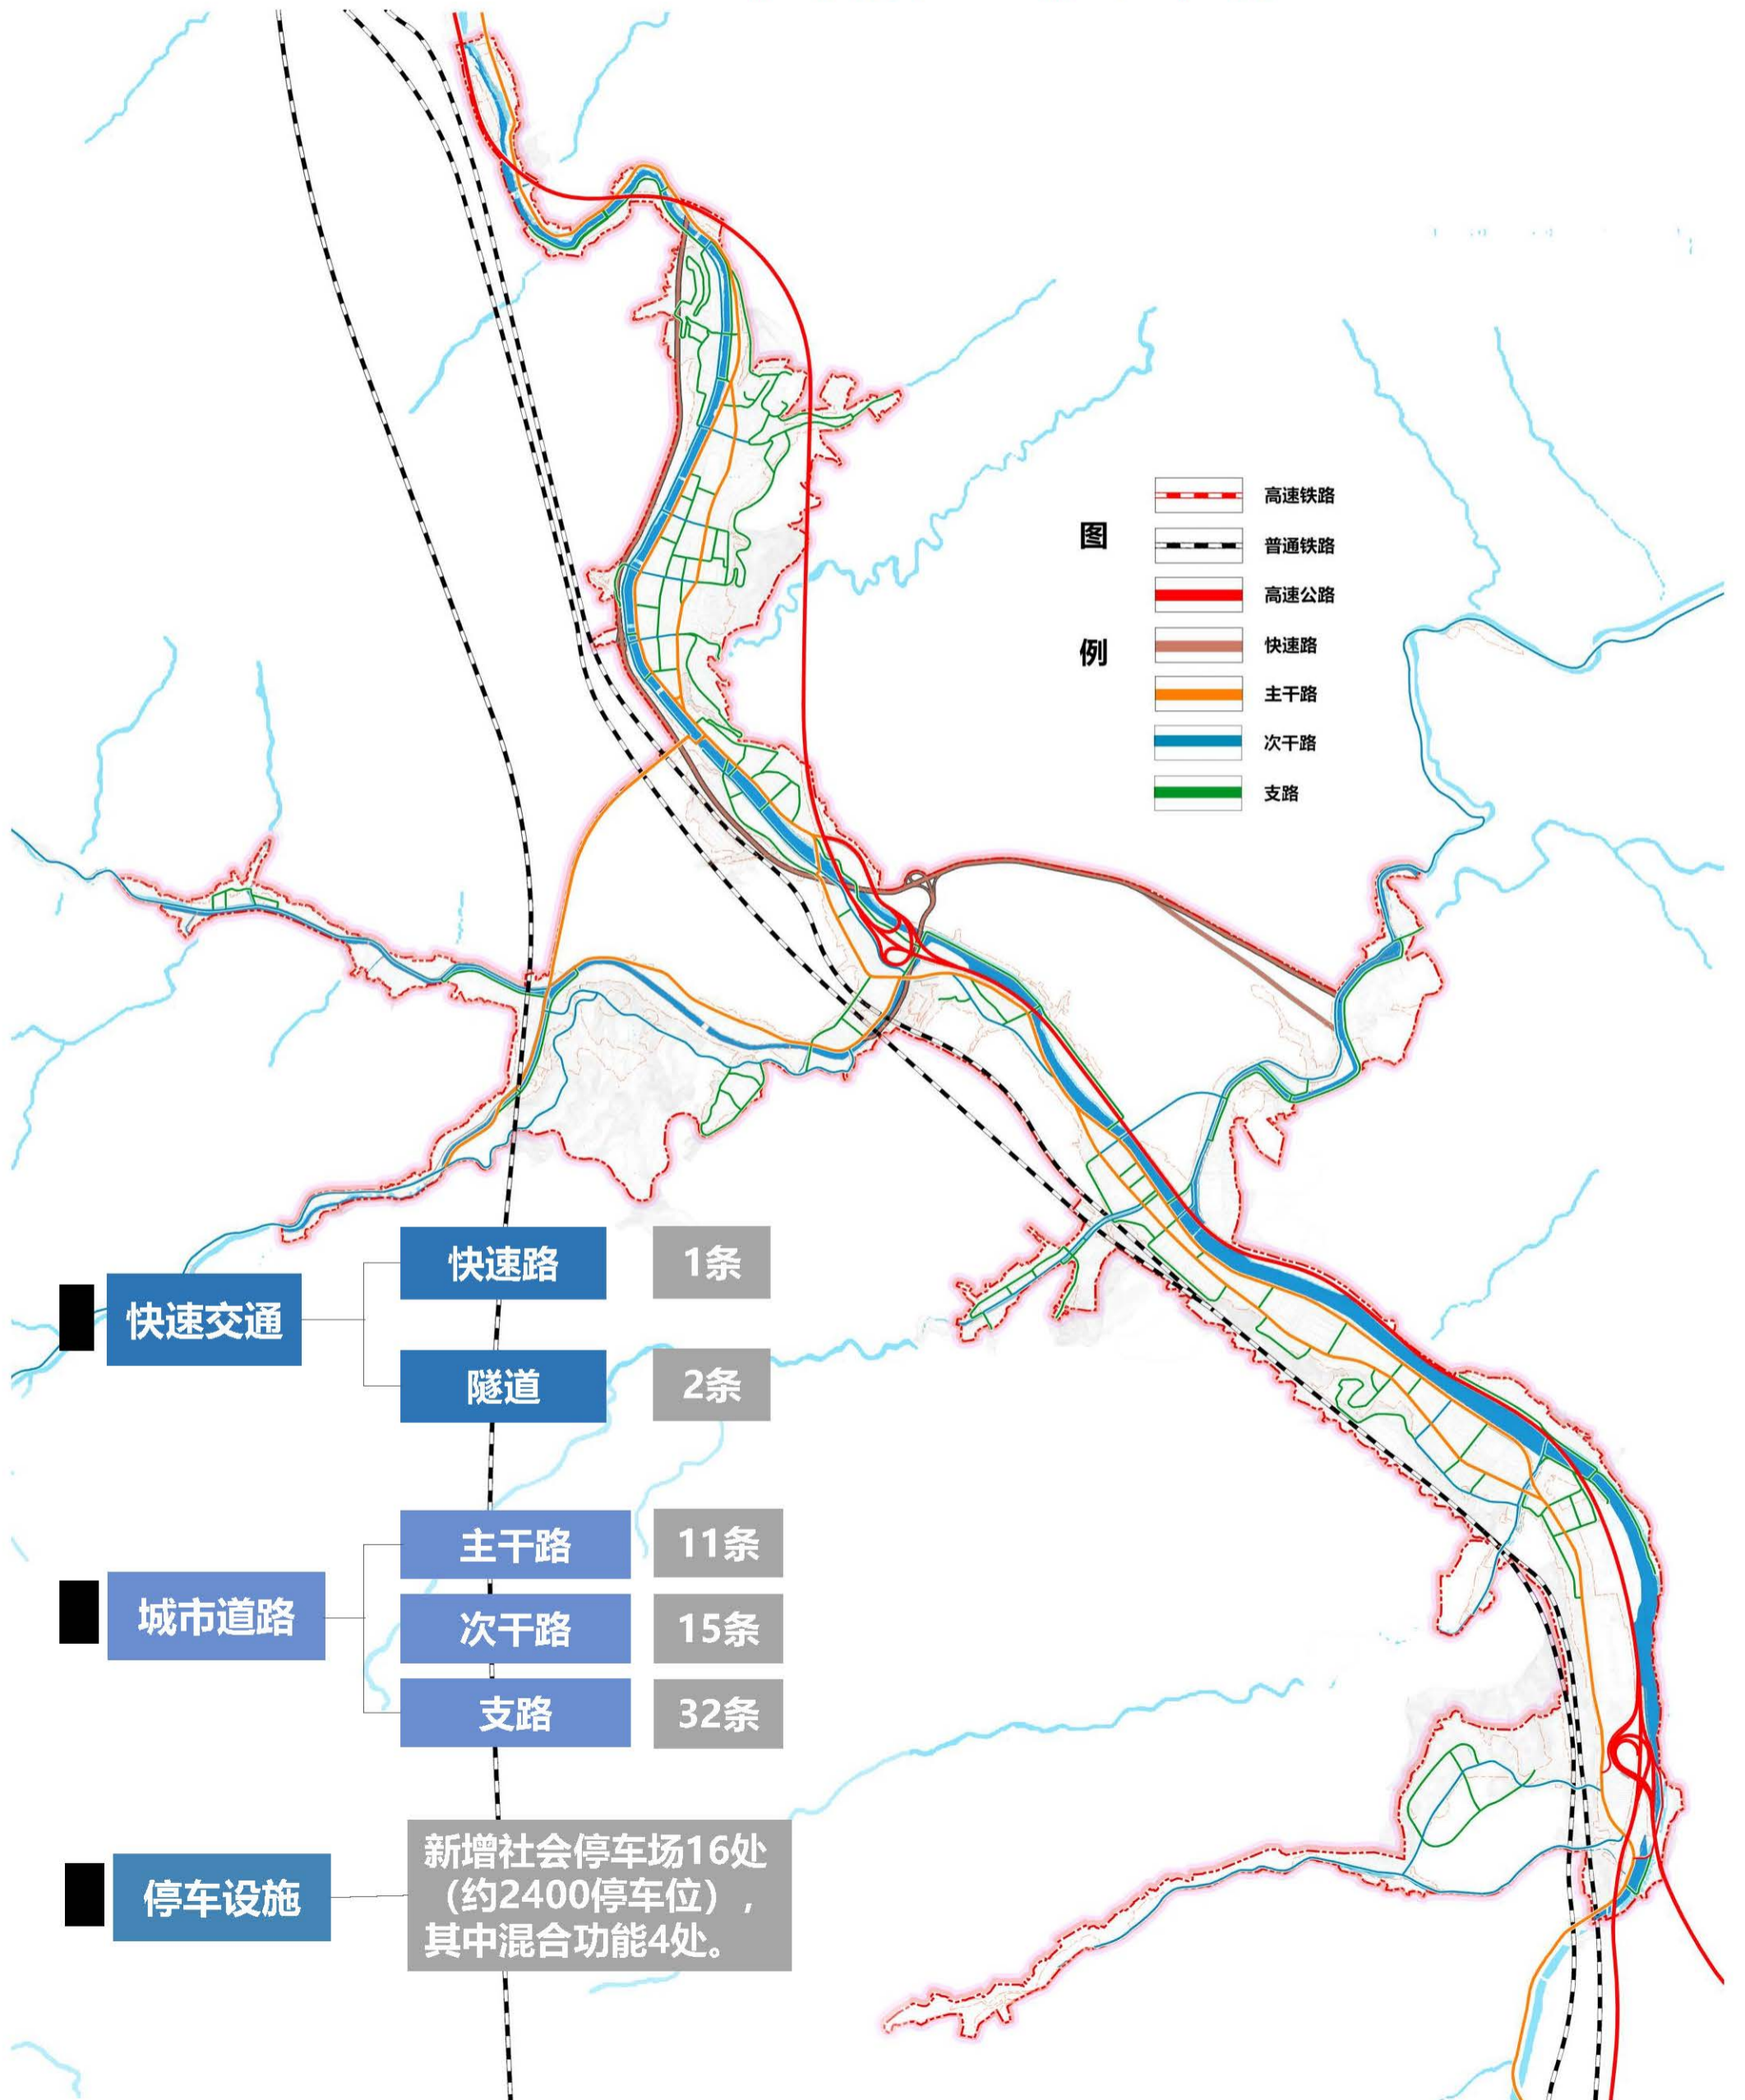 图例
高速铁路
普通铁路
高速公路
快速路
主干路
次干路
支路
快速交通
快速路
1条
隧道
2条
城市道路
主干路
11条
次干路
15条
支路
32条
停车设施
新增社会停车场16处
（约2400停车位），
其中混合功能4处。